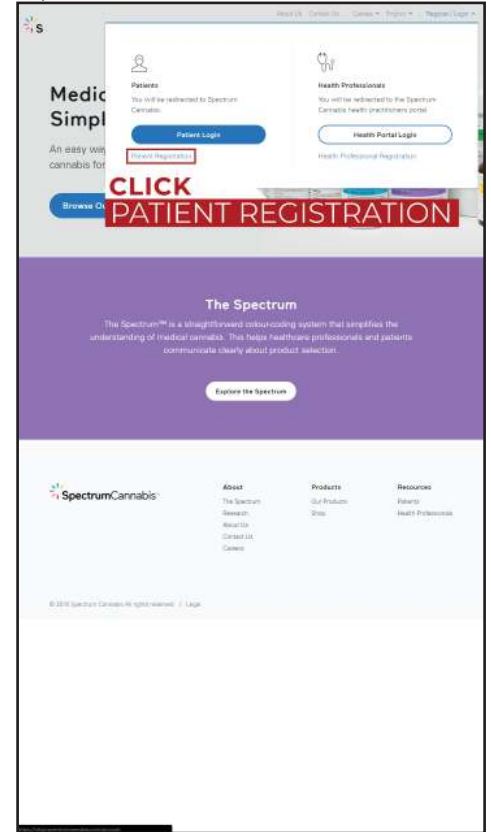 About Us Contact Us Canada English Register / Login
S
Patients
You will be redirected to Spectrum
Cannabis.
Patient Login
Patient Registration
Health Professionals
You will be redirected to the Spectrum
Cannabis health practitioners portal
Health Portal Login
Health Professional Registration
Medic
Simpl
An easy way
cannabis for
Browse Ou
CLICK
PATIENT REGISTRATION
The Spectrum
The Spectrum™ is a straightforward colour-coding system that simplifies the
understanding of medical cannabis. This helps healthcare professionals and patients
communicate clearly about product selection.
Explore the Spectrum
SpectrumCannabis
About
The Spectrum
Research
About Us
Contact Us
Careers
Products
Our Products
Shop
Resources
Patients
Health Professionals
Spectrum Cannabis All rights reserved. / Legal